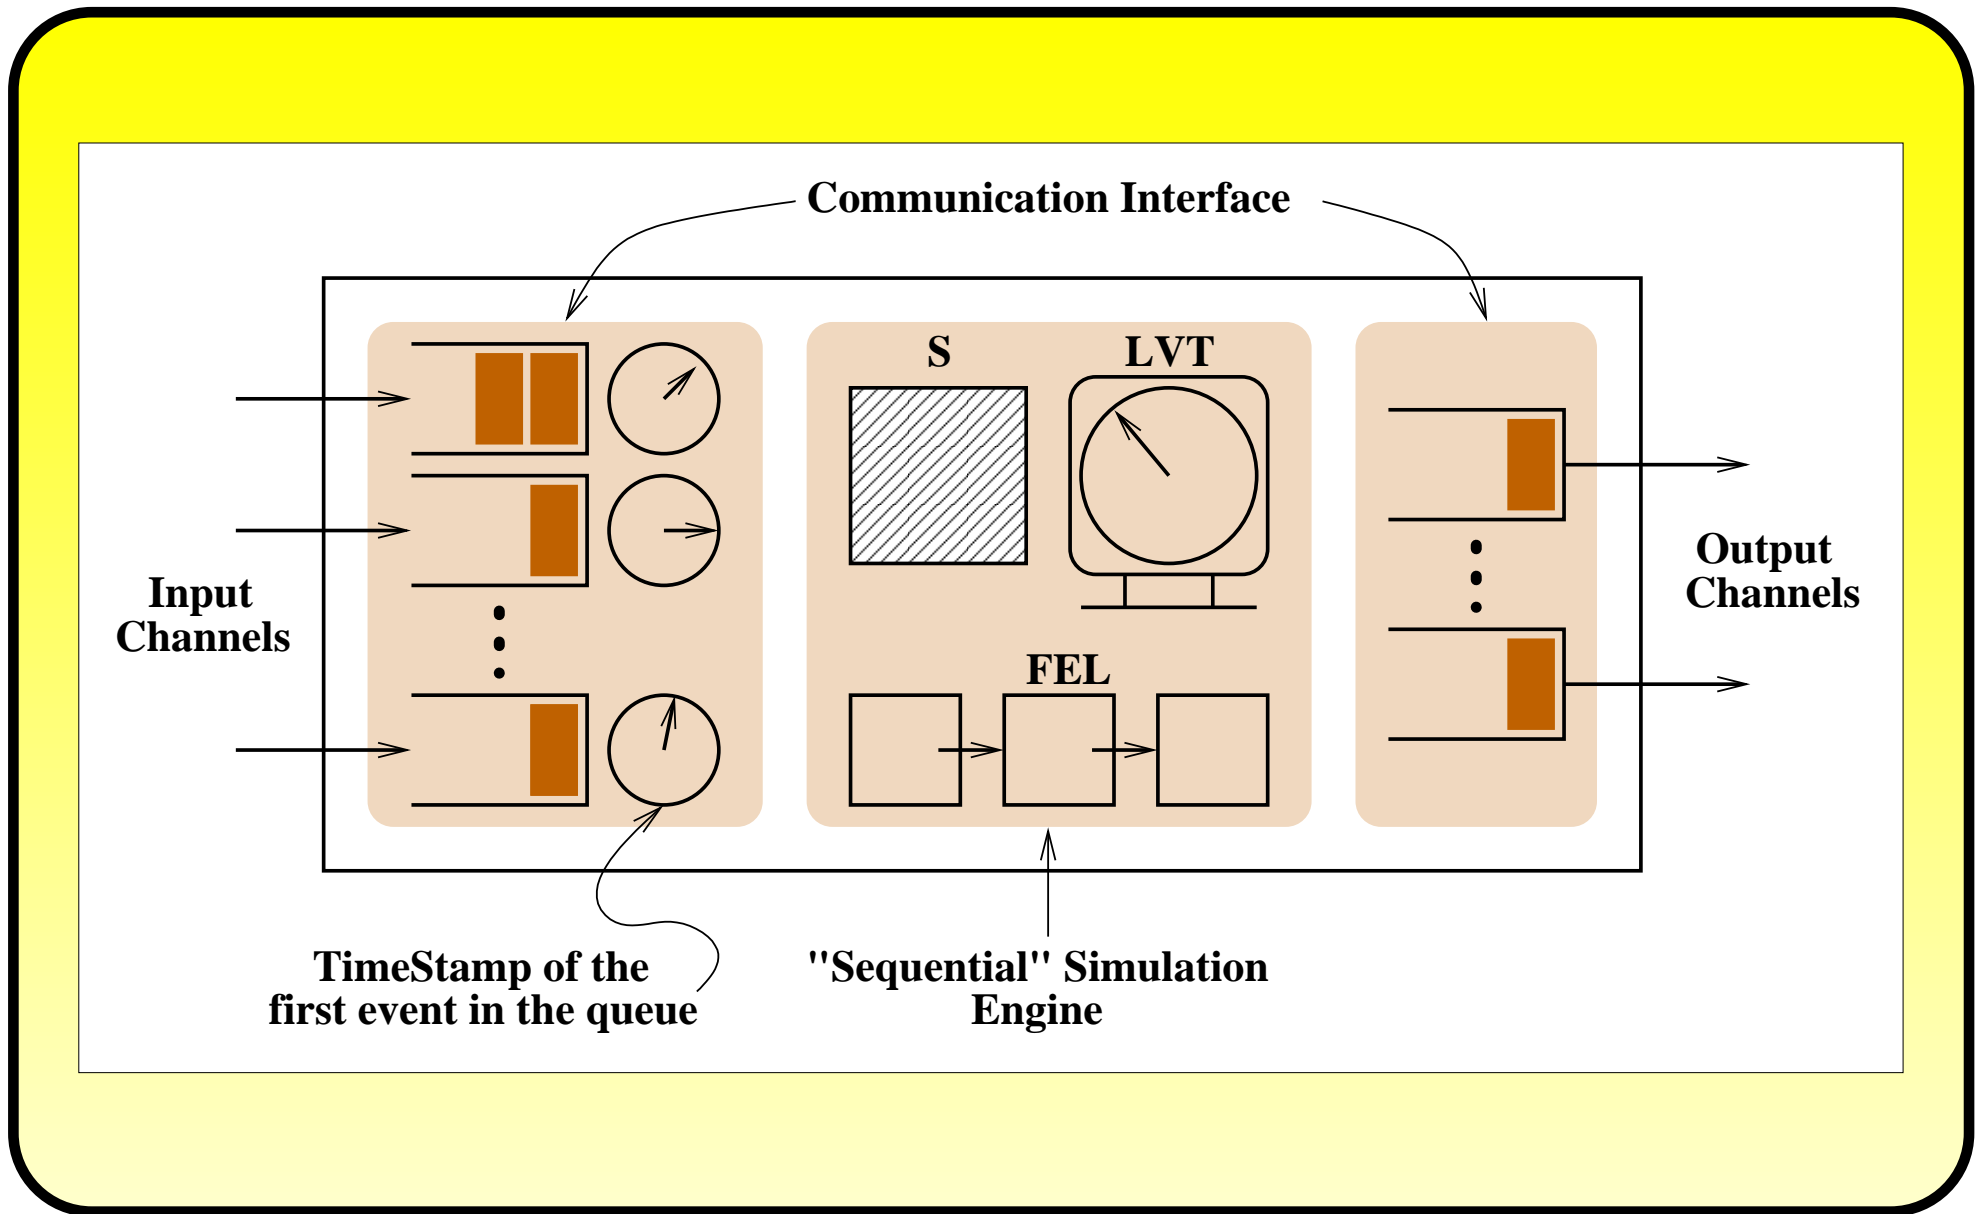 Communication Interface
S
LVT
Input
Channels
Output
Channels
FEL
TimeStamp of the
first event in the queue
"Sequential" Simulation
Engine